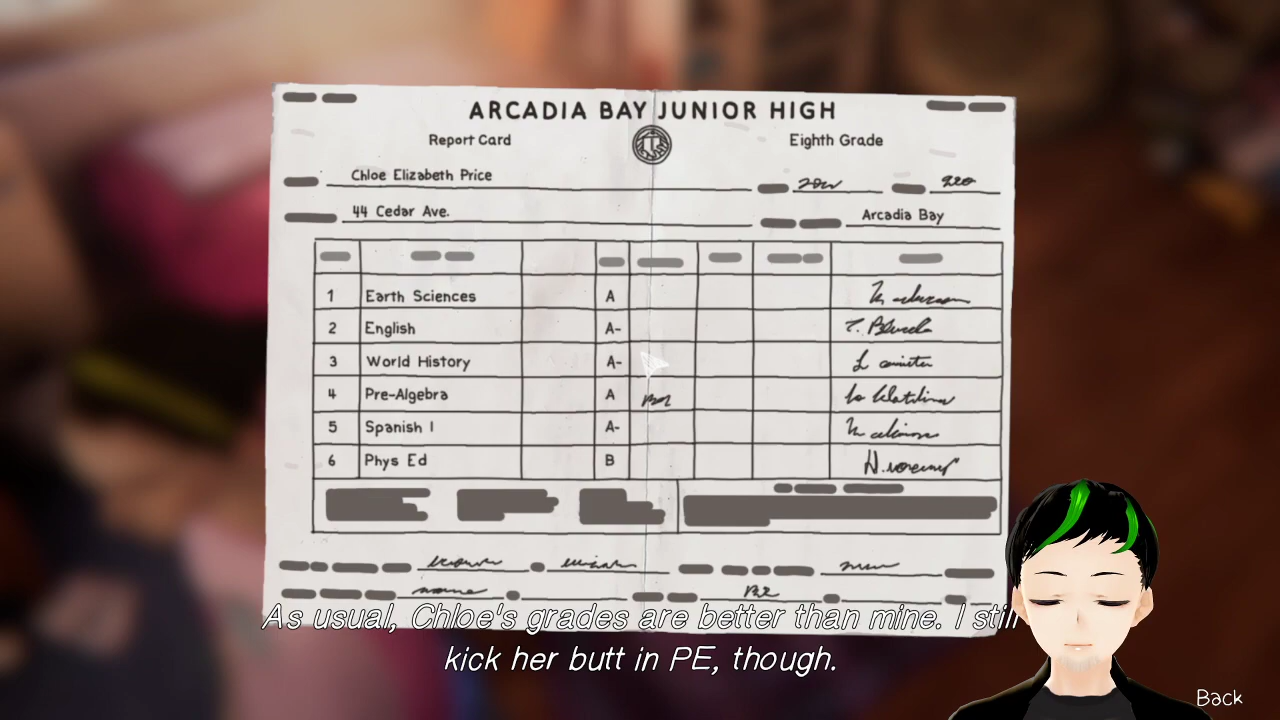 ARCADIA BAY JUNIOR HIGH
Report Card Eighth Grade
Chloe Elizabeth Price
44 Cedar Ave. Arcadia Bay
1 Earth Sciences A
2 English A-
3 World History A-
4 Pre-Algebra A
5 Spanish I A-
6 Phys Ed B
As usual, Chloe's grades are better than mine. I still
kick her butt in PE, though.
Back